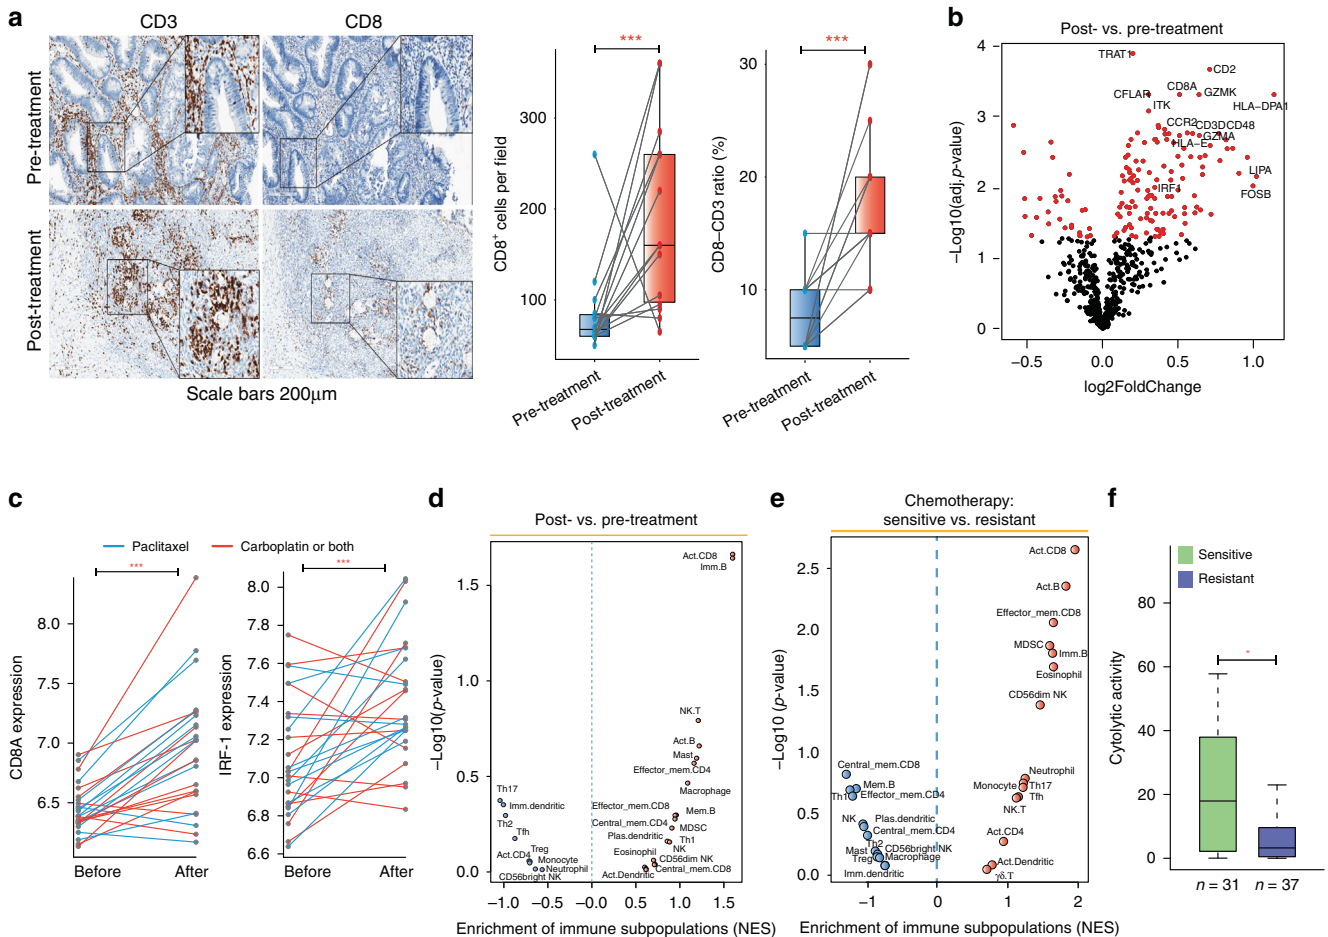 a
CD3
CD8
Pre-treatment
Post-treatment
Scale bars 200µm
***
CD8+ cells per field
300
200
100
Pre-treatment
Post-treatment
***
CD8–CD3 ratio (%)
30
20
10
Pre-treatment
Post-treatment
b
Post- vs. pre-treatment
−Log10(adj. p-value)
4
3
2
1
0
TRAT1
CD2
CFLAR
CD8A
GZMK
ITK
HLA−DPA1
CCR2
CD3D
CD48
GZMA
HLA−E
LIPA
IRF1
FOSB
−0.5
0.0
0.5
1.0
log2FoldChange
c
Paclitaxel
Carboplatin or both
***
CD8A expression
8.0
7.5
7.0
6.5
Before
After
***
IRF-1 expression
8.0
7.6
7.4
7.2
7.0
6.8
6.6
Before
After
d
Post- vs. pre-treatment
−Log10(p-value)
1.5
1.0
0.5
0.0
Act.CD8
Imm.B
NK.T
Act.B
Mast
Effector_mem.CD4
Macrophage
Th17
Imm.dendritic
Effector_mem.CD8
Mem.B
Th2
Central_mem.CD4
MDSC
Tfh
Plas.dendritic
Th1
Treg
NK
Eosinophil
Act.CD4
Monocyte
CD56dim NK
Neutrophil
Central_mem.CD8
CD56bright NK
Act.Dendritic
−1.0
−0.5
−0.0
0.5
1.0
1.5
Enrichment of immune subpopulations (NES)
e
Chemotherapy:
sensitive vs. resistant
−Log10 (p-value)
2.5
2.0
1.5
1.0
0.5
0.0
Act.CD8
Act.B
Effector_mem.CD8
MDSC
Imm.B
Eosinophil
CD56dim NK
Central_mem.CD8
Neutrophil
Mem.B
Monocyte
Th17
Th1
Effector_mem.CD4
Tfh
NK.T
NK
Plas.dendritic
Central_mem.CD4
Act.CD4
Th2
Mast
CD56bright NK
Treg
Macrophage
Act.Dendritic
Imm.dendritic
γδ.T
−1
0
1
2
Enrichment of immune subpopulations (NES)
f
Sensitive
Resistant
*
Cytolytic activity
80
60
40
20
0
n = 31
n = 37